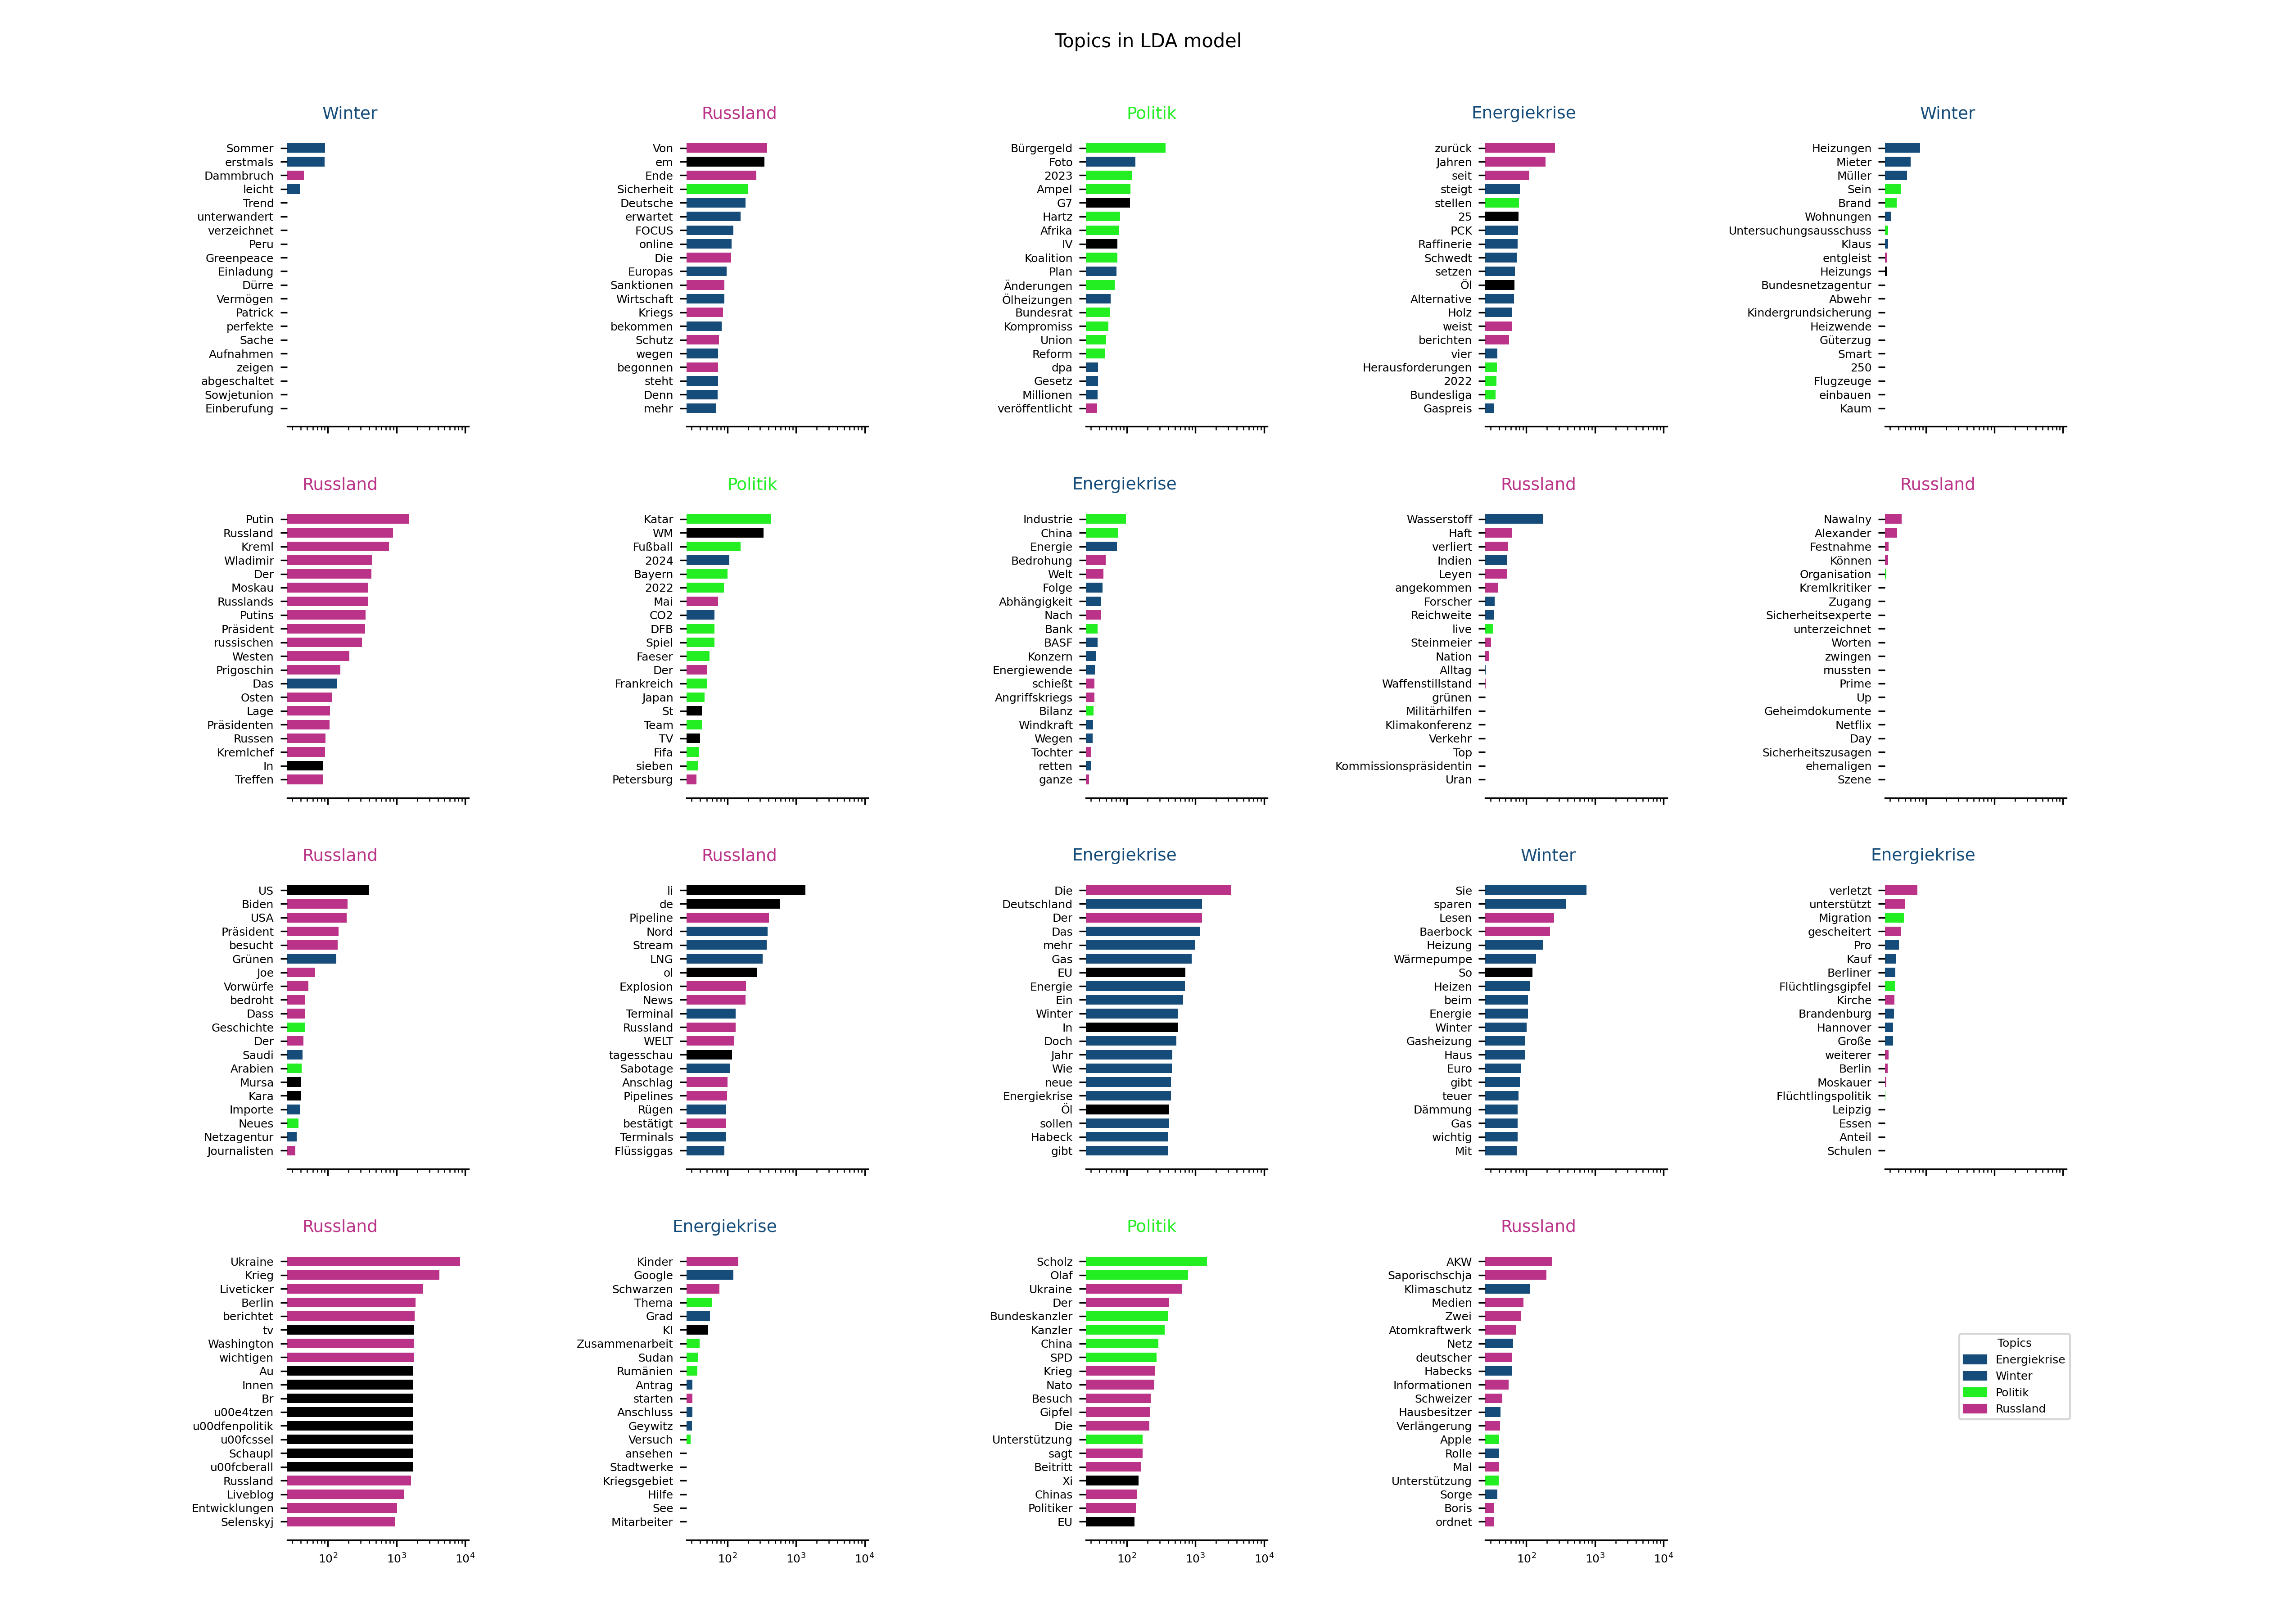 Topics in LDA model
Winter
Sommer
erstmals
Dammbruch
leicht
Trend
unterwandert
verzeichnet
Peru
Greenpeace
Einladung
Dürre
Vermögen
Patrick
perfekte
Sache
Aufnahmen
zeigen
abgeschaltet
Sowjetunion
Einberufung
Russland
Von
em
Ende
Sicherheit
Deutsche
erwartet
FOCUS
online
Die
Europas
Sanktionen
Wirtschaft
Kriegs
bekommen
Schutz
wegen
begonnen
steht
Denn
mehr
Politik
Bürgergeld
Foto
2023
Ampel
G7
Hartz
Afrika
IV
Koalition
Plan
Änderungen
Ölheizungen
Bundesrat
Kompromiss
Union
Reform
dpa
Gesetz
Millionen
veröffentlicht
Energiekrise
zurück
Jahren
seit
steigt
stellen
25
PCK
Raffinerie
Schwedt
setzen
Öl
Alternative
Holz
weist
berichten
vier
Herausforderungen
2022
Bundesliga
Gaspreis
Winter
Heizungen
Mieter
Müller
Sein
Brand
Wohnungen
Untersuchungsausschuss
Klaus
entgleist
Heizungs
Bundesnetzagentur
Abwehr
Kindergrundsicherung
Heizwende
Güterzug
Smart
250
Flugzeuge
einbauen
Kaum
Russland
Putin
Russland
Kreml
Wladimir
Der
Moskau
Russlands
Putins
Präsident
russischen
Westen
Prigoschin
Das
Osten
Lage
Präsidenten
Russen
Kremlchef
In
Treffen
Politik
Katar
WM
Fußball
2024
Bayern
2022
Mai
CO2
DFB
Spiel
Faeser
Der
Frankreich
Japan
St
Team
TV
Fifa
sieben
Petersburg
Energiekrise
Industrie
China
Energie
Bedrohung
Welt
Folge
Abhängigkeit
Nach
Bank
BASF
Konzern
Energiewende
schießt
Angriffskriegs
Bilanz
Windkraft
Wegen
Tochter
retten
ganze
Russland
Wasserstoff
Haft
verliert
Indien
Leyen
angekommen
Forscher
Reichweite
live
Steinmeier
Nation
Alltag
Waffenstillstand
grünen
Militärhilfen
Klimakonferenz
Verkehr
Top
Kommissionspräsidentin
Uran
Russland
Nawalny
Alexander
Festnahme
Können
Organisation
Kremlkritiker
Zugang
Sicherheitsexperte
unterzeichnet
Worten
zwingen
mussten
Prime
Up
Geheimdokumente
Netflix
Day
Sicherheitszusagen
ehemaligen
Szene
Russland
US
Biden
USA
Präsident
besucht
Grünen
Joe
Vorwürfe
bedroht
Dass
Geschichte
Der
Saudi
Arabien
Mursa
Kara
Importe
Neues
Netzagentur
Journalisten
Russland
li
de
Pipeline
Nord
Stream
LNG
ol
Explosion
News
Terminal
Russland
WELT
tagesschau
Sabotage
Anschlag
Pipelines
Rügen
bestätigt
Terminals
Flüssiggas
Energiekrise
Die
Deutschland
Der
Das
mehr
Gas
EU
Energie
Ein
Winter
In
Doch
Jahr
Wie
neue
Energiekrise
Öl
sollen
Habeck
gibt
Winter
Sie
sparen
Lesen
Baerbock
Heizung
Wärmepumpe
So
Heizen
beim
Energie
Winter
Gasheizung
Haus
Euro
gibt
teuer
Dämmung
Gas
wichtig
Mit
Energiekrise
verletzt
unterstützt
Migration
gescheitert
Pro
Kauf
Berliner
Flüchtlingsgipfel
Kirche
Brandenburg
Hannover
Große
weiterer
Berlin
Moskauer
Flüchtlingspolitik
Leipzig
Essen
Anteil
Schulen
Russland
Ukraine
Krieg
Liveticker
Berlin
berichtet
tv
Washington
wichtigen
Au
Innen
Br
u00e4tzen
u00dfenpolitik
u00fcssel
Schaupl
u00fcberall
Russland
Liveblog
Entwicklungen
Selenskyj
10² 10³ 10⁴
Energiekrise
Kinder
Google
Schwarzen
Thema
Grad
KI
Zusammenarbeit
Sudan
Rumänien
Antrag
starten
Anschluss
Geywitz
Versuch
ansehen
Stadtwerke
Kriegsgebiet
Hilfe
See
Mitarbeiter
10² 10³ 10⁴
Politik
Scholz
Olaf
Ukraine
Der
Bundeskanzler
Kanzler
China
SPD
Krieg
Nato
Besuch
Gipfel
Die
Unterstützung
sagt
Beitritt
Xi
Chinas
Politiker
EU
10² 10³ 10⁴
Russland
AKW
Saporischschja
Klimaschutz
Medien
Zwei
Atomkraftwerk
Netz
deutscher
Habecks
Informationen
Schweizer
Hausbesitzer
Verlängerung
Apple
Rolle
Mal
Unterstützung
Sorge
Boris
ordnet
10² 10³ 10⁴
Topics
Energiekrise
Winter
Politik
Russland